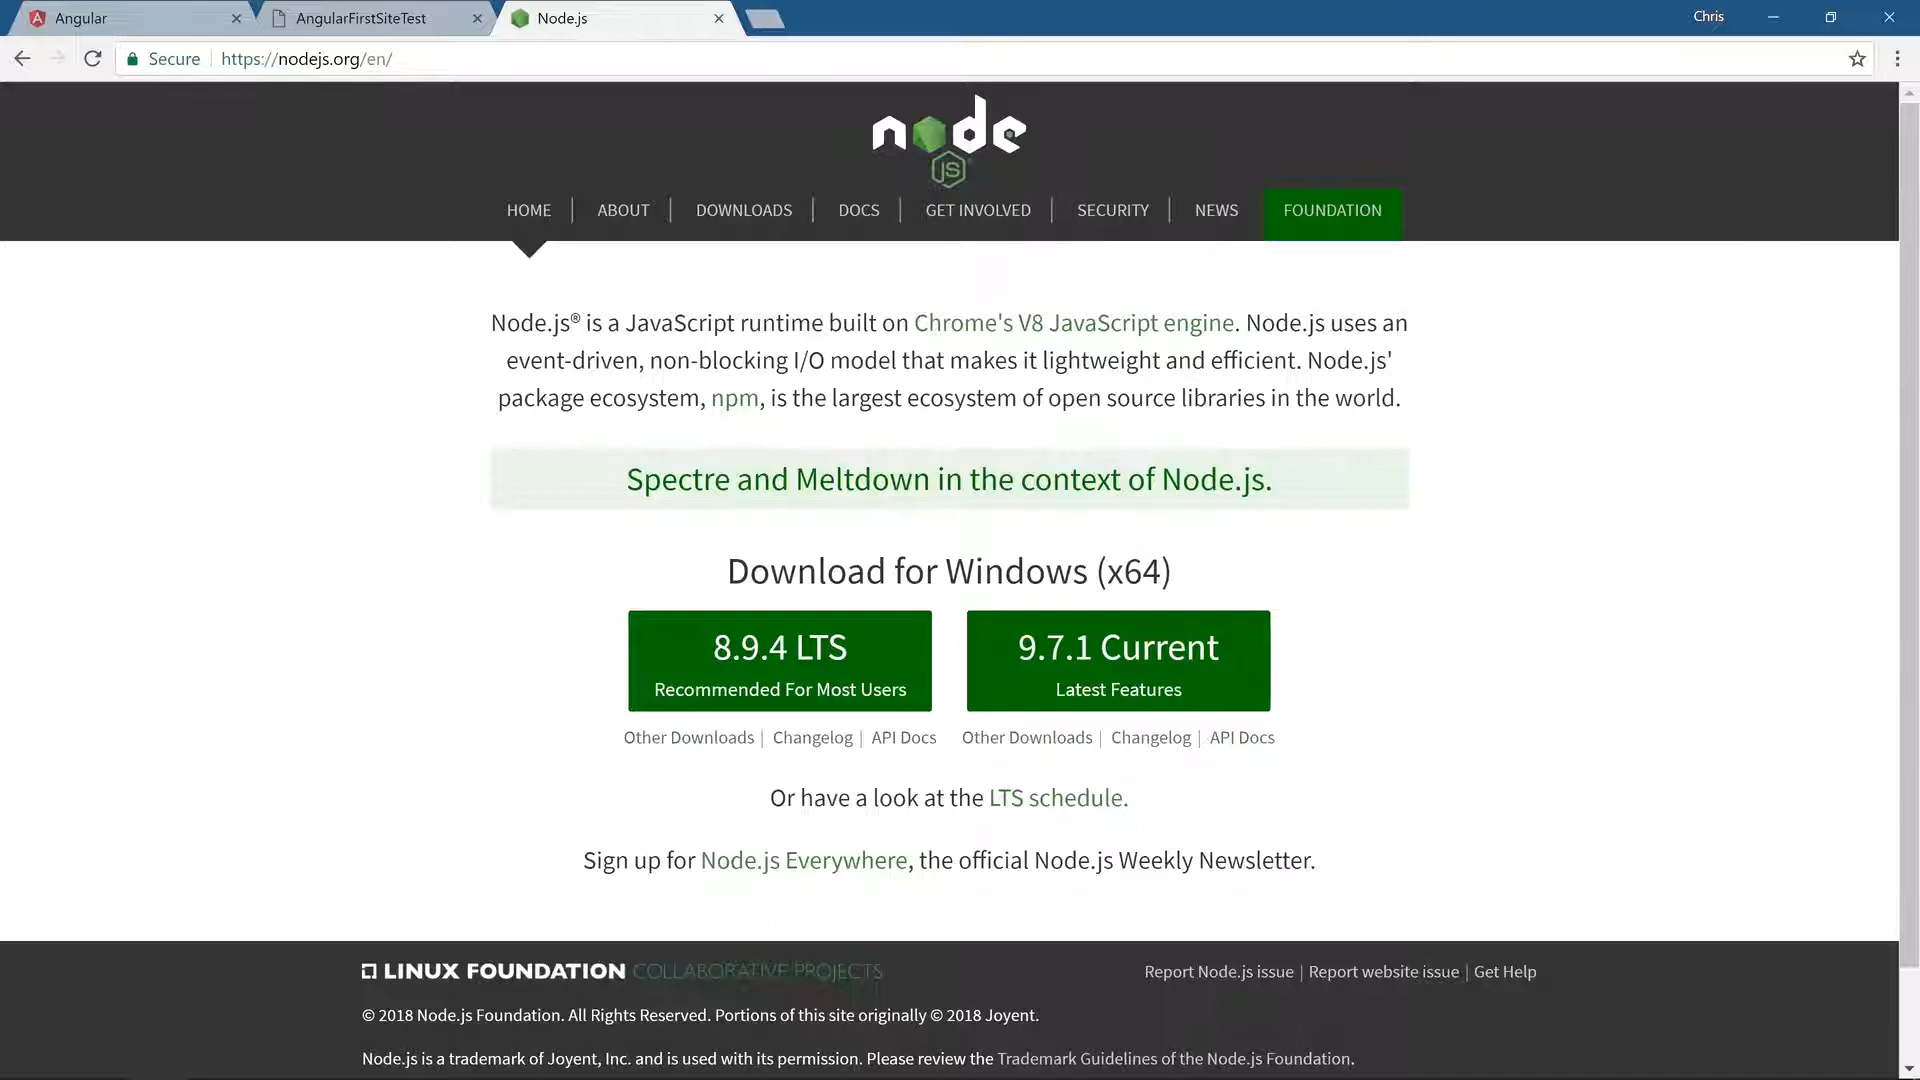 Angular
AngularFirstSiteTest
Node.js
Chris
Secure
https://nodejs.org/en/
node
JS
HOME
ABOUT
DOWNLOADS
DOCS
GET INVOLVED
SECURITY
NEWS
FOUNDATION
Node.js® is a JavaScript runtime built on Chrome's V8 JavaScript engine. Node.js uses an
event-driven, non-blocking I/O model that makes it lightweight and efficient. Node.js'
package ecosystem, npm, is the largest ecosystem of open source libraries in the world.
Spectre and Meltdown in the context of Node.js.
Download for Windows (x64)
8.9.4 LTS
Recommended For Most Users
9.7.1 Current
Latest Features
Other Downloads | Changelog | API Docs
Other Downloads | Changelog | API Docs
Or have a look at the LTS schedule.
Sign up for Node.js Everywhere, the official Node.js Weekly Newsletter.
LINUX FOUNDATION COLLABORATIVE PROJECTS
Report Node.js issue | Report website issue | Get Help
© 2018 Node.js Foundation. All Rights Reserved. Portions of this site originally © 2018 Joyent.
Node.js is a trademark of Joyent, Inc. and is used with its permission. Please review the Trademark Guidelines of the Node.js Foundation.